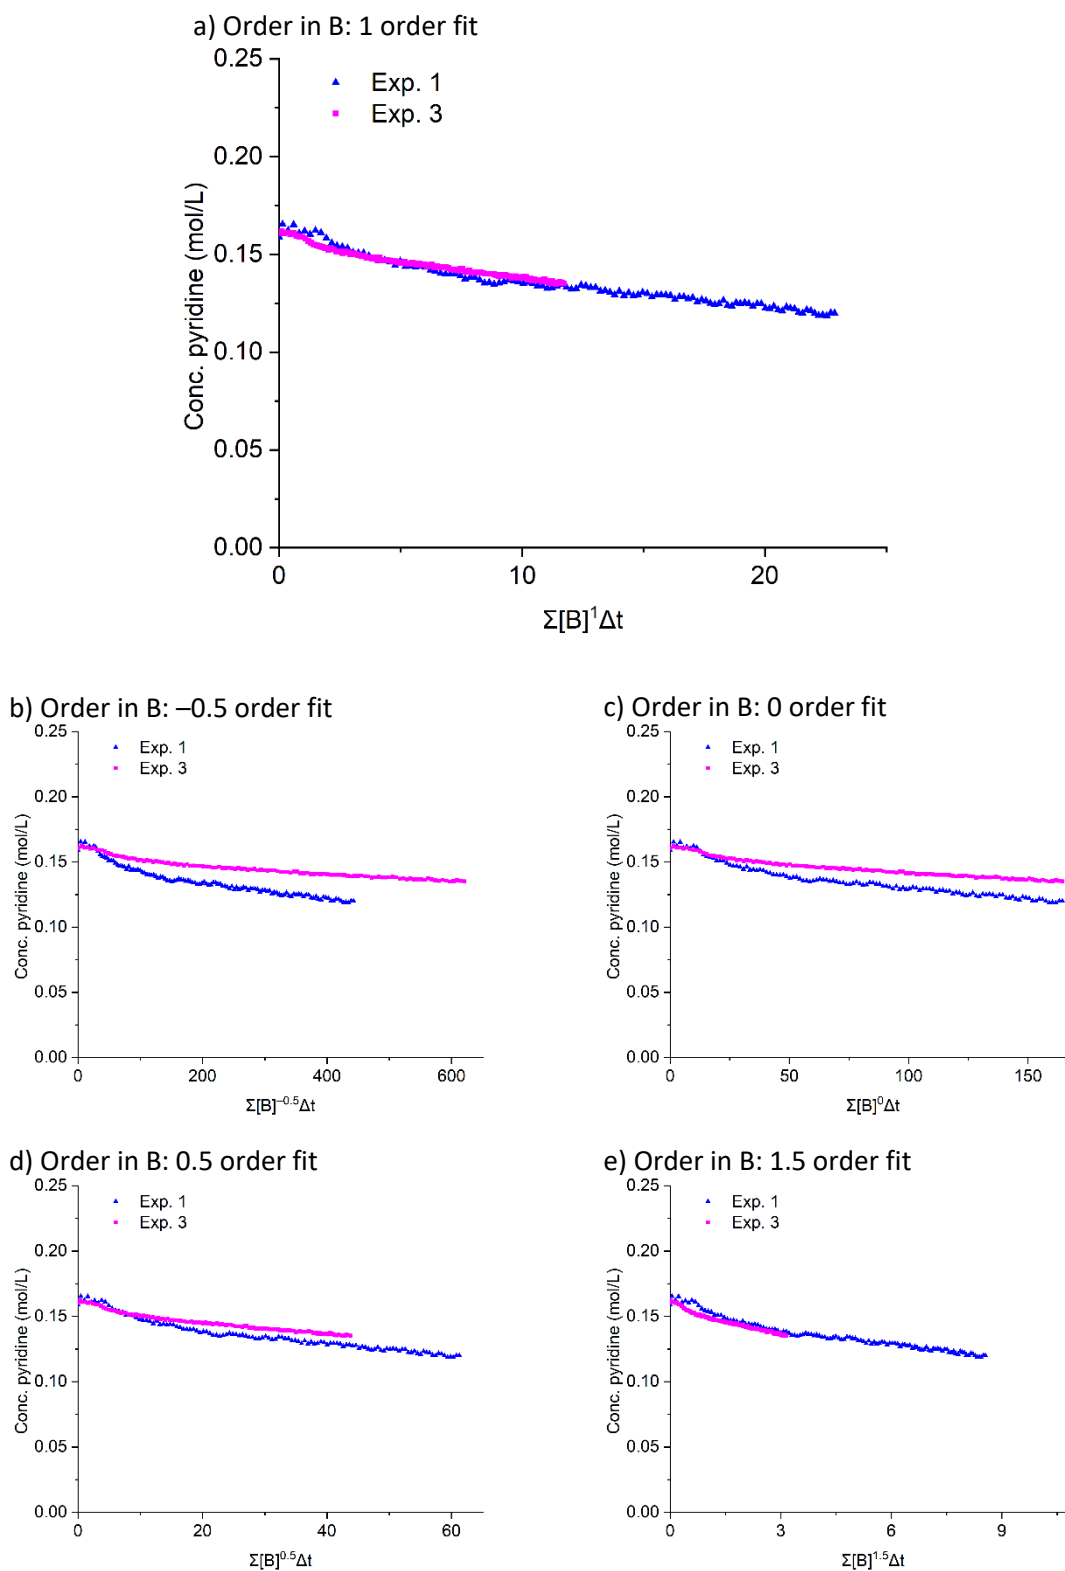 a) Order in B: 1 order fit
0.25
0.20
0.15
0.10
0.05
0.00
Conc. pyridine (mol/L)
Exp. 1
Exp. 3
0 10 20
Σ[B]¹Δt
b) Order in B: –0.5 order fit
0.25
0.20
0.15
0.10
0.05
0.00
Conc. pyridine (mol/L)
Exp. 1
Exp. 3
0 200 400 600
Σ[B]⁻⁰·⁵Δt
c) Order in B: 0 order fit
0.25
0.20
0.15
0.10
0.05
0.00
Conc. pyridine (mol/L)
Exp. 1
Exp. 3
0 50 100 150
Σ[B]⁰Δt
d) Order in B: 0.5 order fit
0.25
0.20
0.15
0.10
0.05
0.00
Conc. pyridine (mol/L)
Exp. 1
Exp. 3
0 20 40 60
Σ[B]⁰·⁵Δt
e) Order in B: 1.5 order fit
0.25
0.20
0.15
0.10
0.05
0.00
Conc. pyridine (mol/L)
Exp. 1
Exp. 3
0 3 6 9
Σ[B]¹·⁵Δt